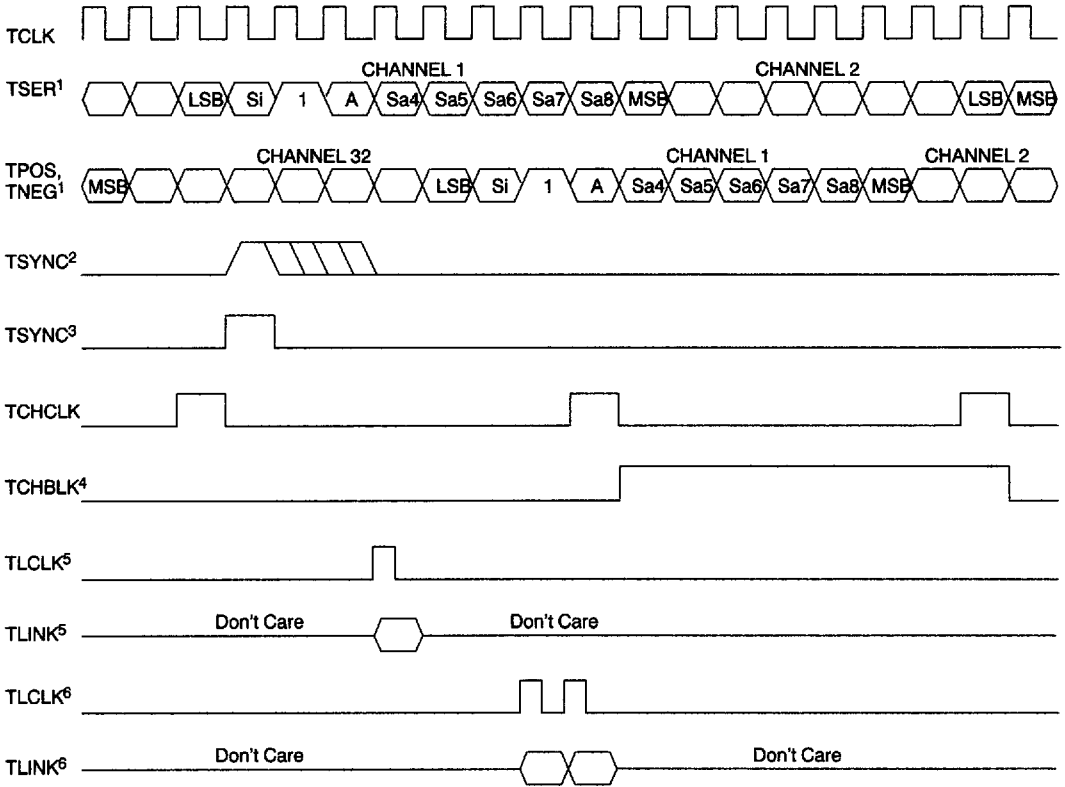 TCLK
CHANNEL 1 CHANNEL 2
TSER1 LSB Si 1 A Sa4 Sa5 Sa6 Sa7 Sa8 MSB LSB MSB
CHANNEL 32 CHANNEL 1 CHANNEL 2
TPOS,
TNEG1 MSB LSB Si 1 A Sa4 Sa5 Sa6 Sa7 Sa8 MSB
TSYNC2
TSYNC3
TCHCLK
TCHBLK4
TLCLK5
TLINK5 Don't Care Don't Care
TLCLK6
TLINK6 Don't Care Don't Care